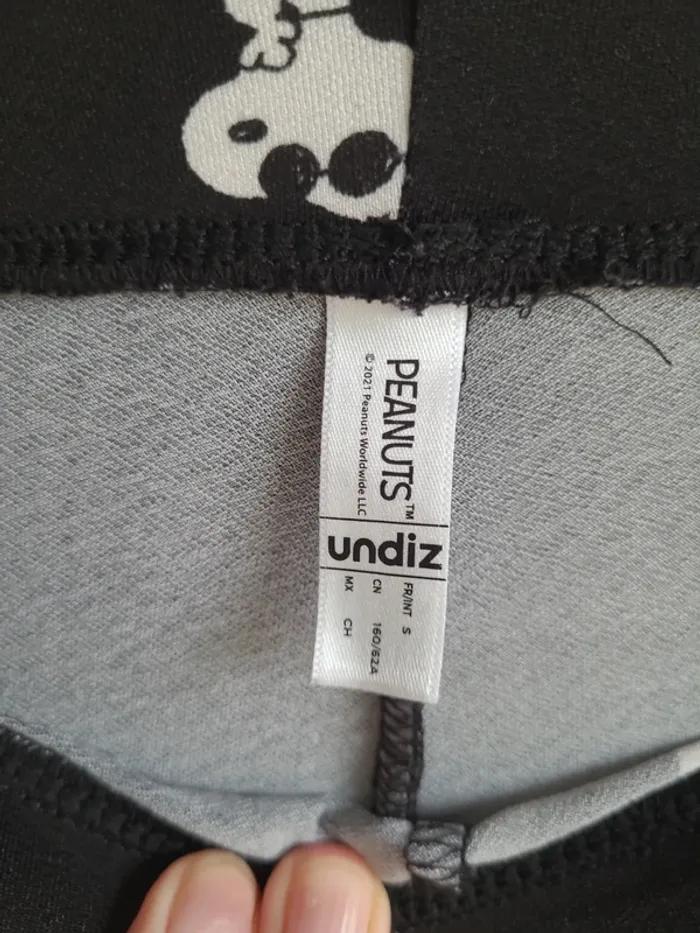 PEANUTS™
© 2021 Peanuts Worldwide LLC
undiz
FR/INT S
CN 160/62A
MX CH